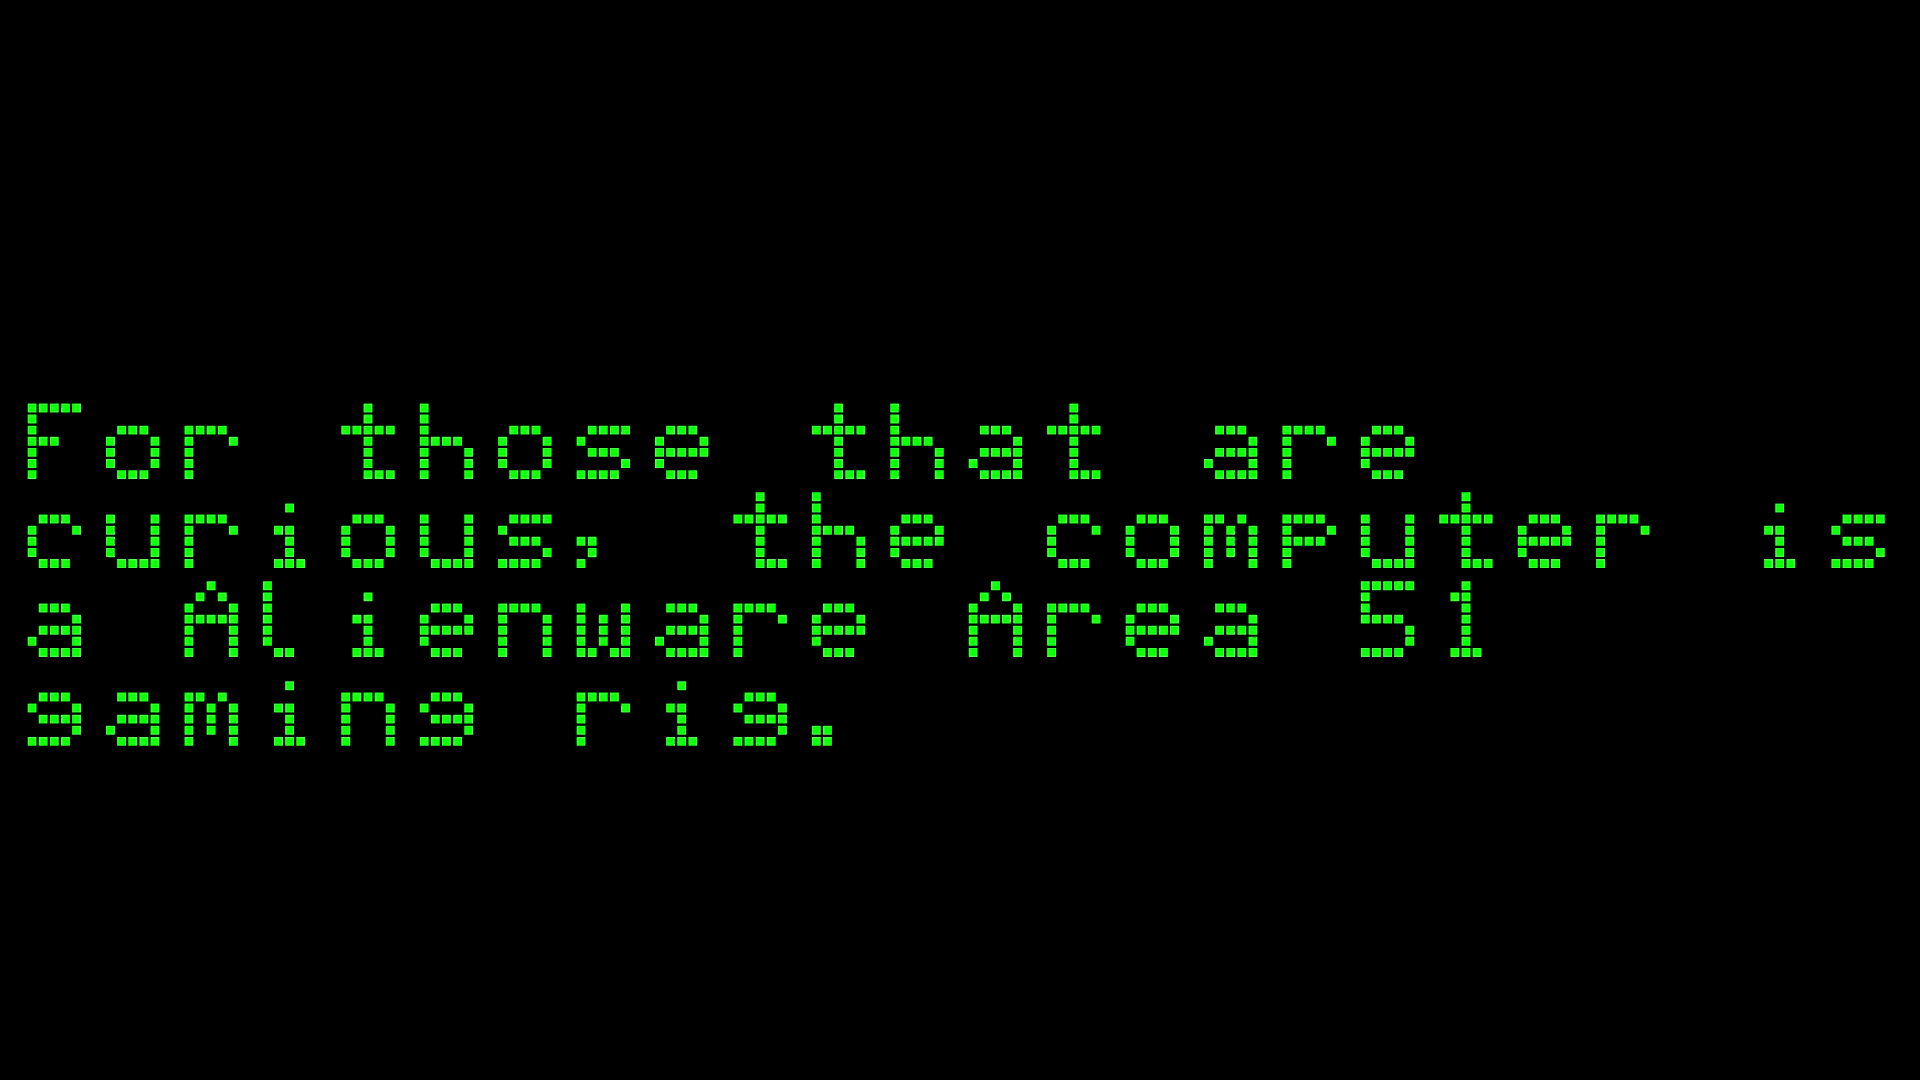 For those that are
curious, the computer is
a Alienware Area 51
gaming rig.